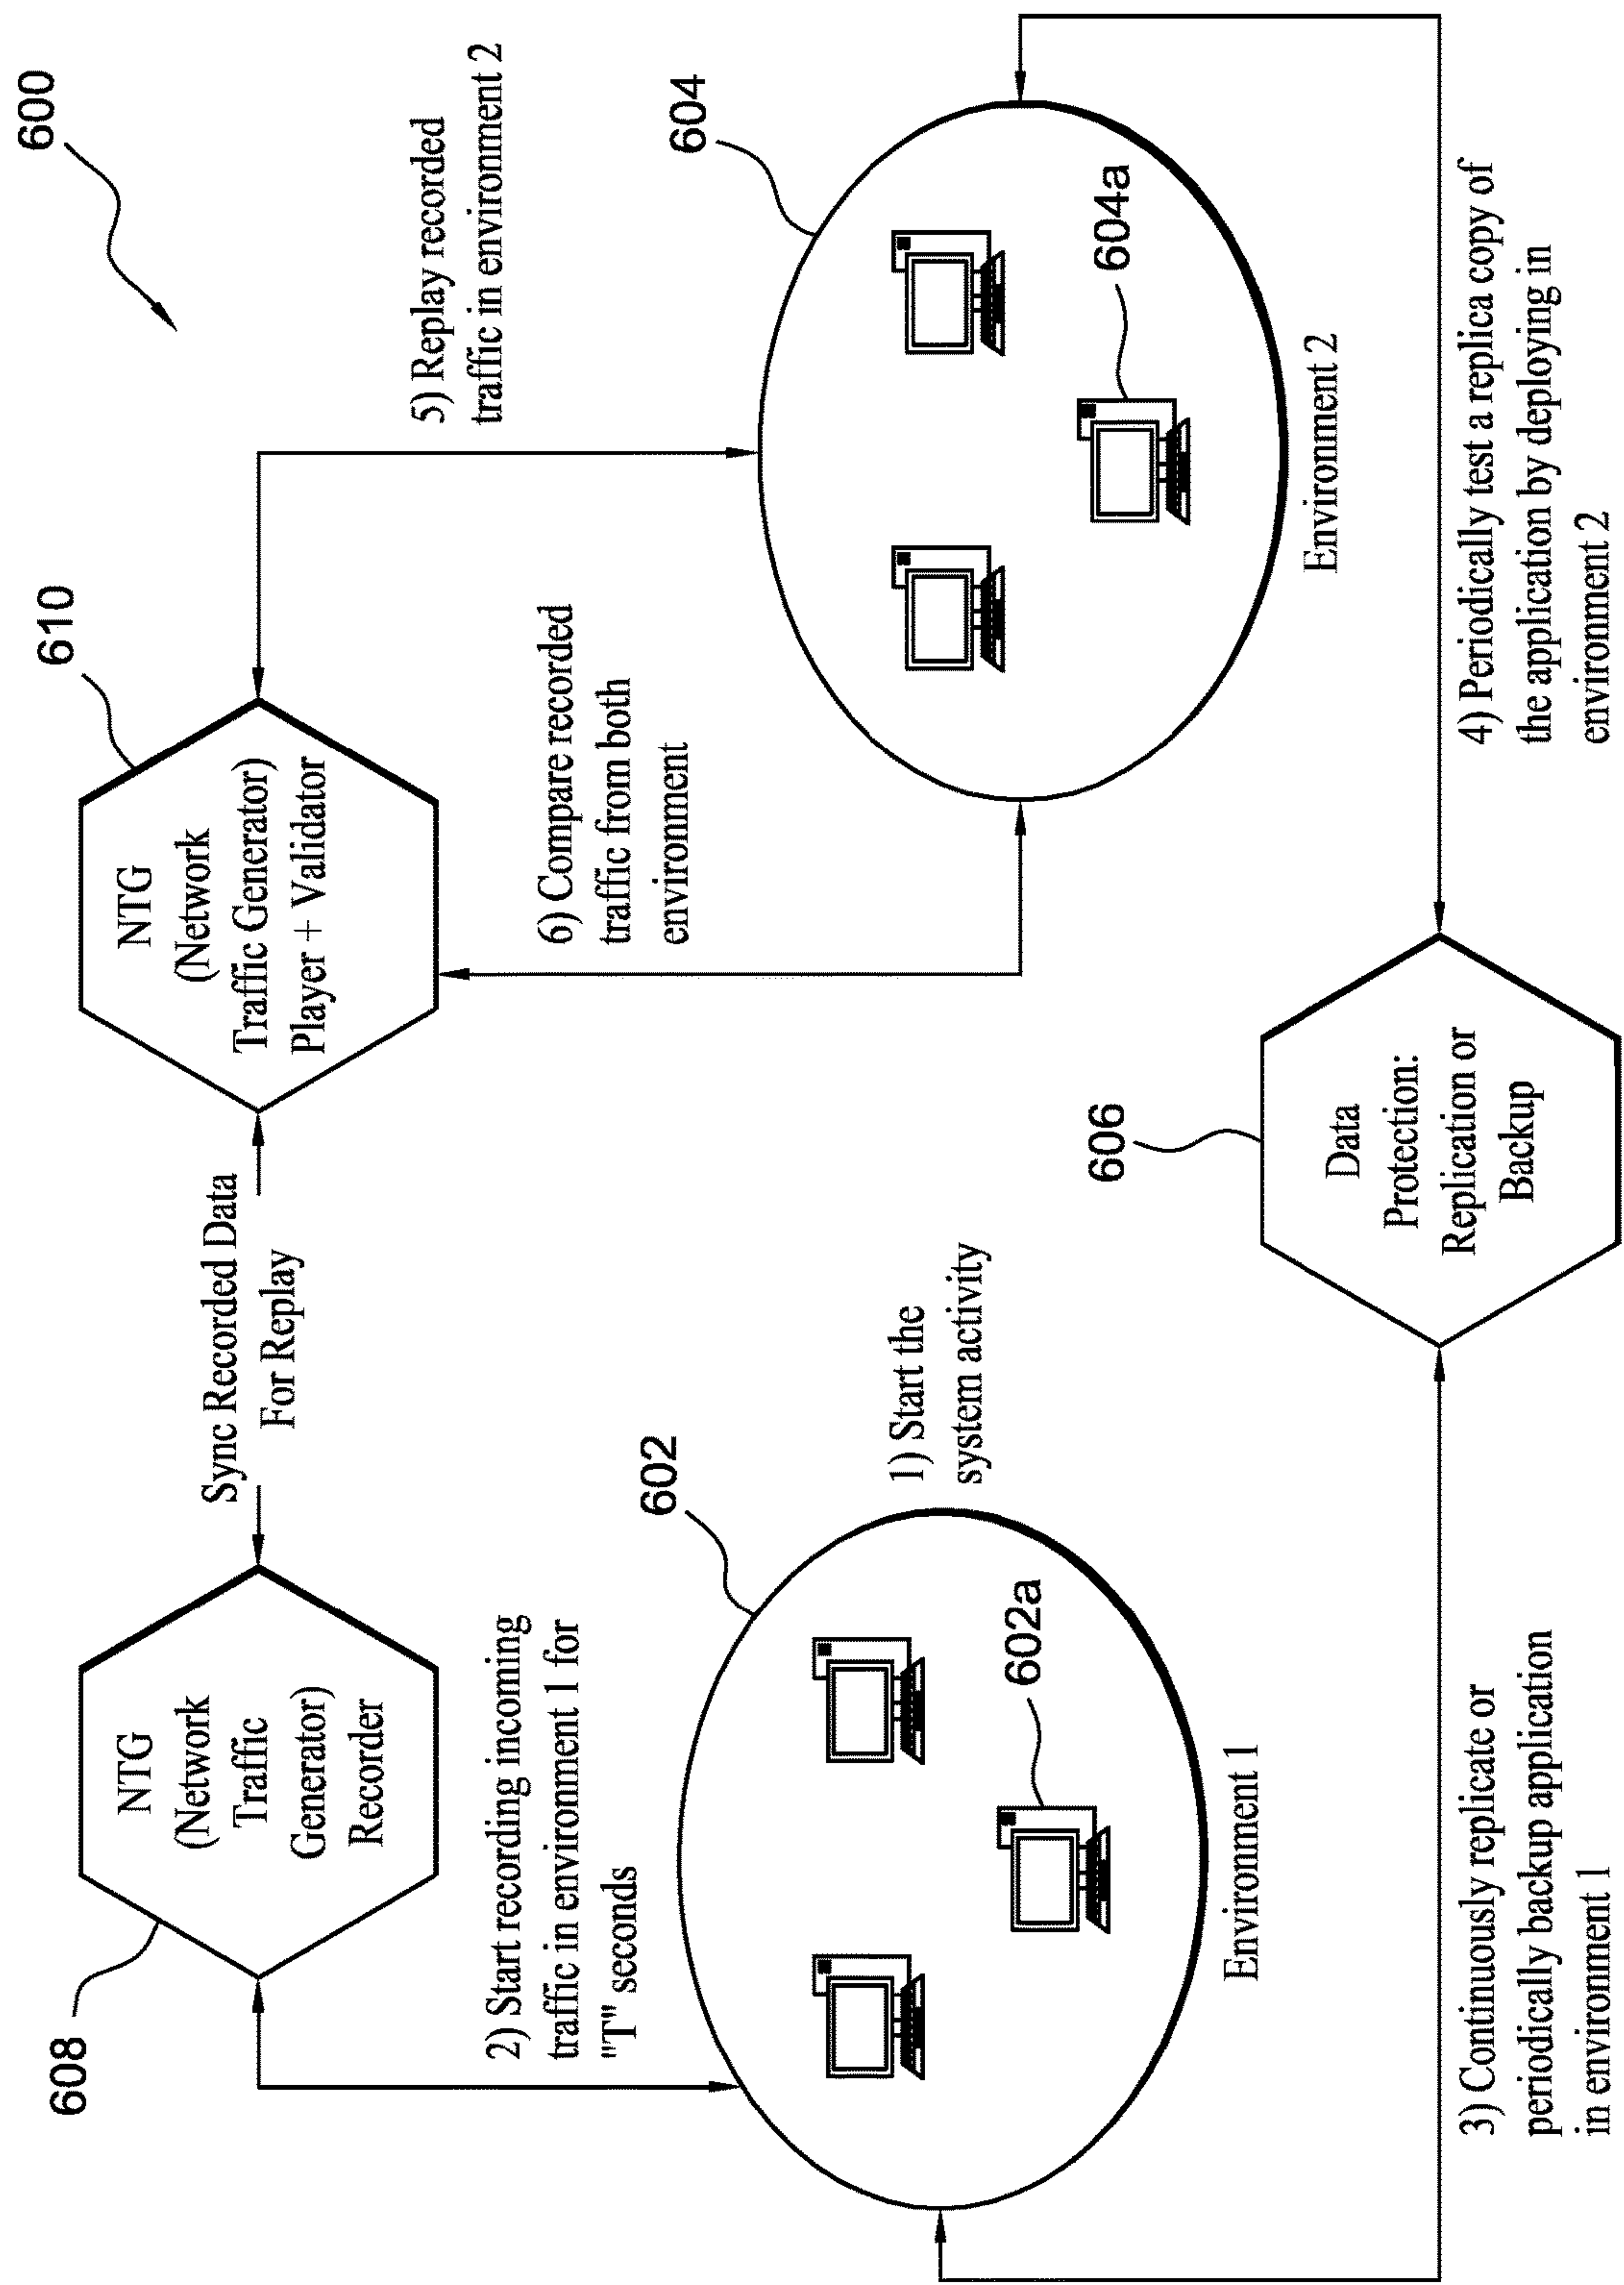 600
608
NTG
(Network
Traffic
Generator)
Recorder
Sync Recorded Data
For Replay
610
NTG
(Network
Traffic Generator)
Player + Validator
2) Start recording incoming
traffic in environment 1 for
"T" seconds
6) Compare recorded
traffic from both
environment
5) Replay recorded
traffic in environment 2
602
602a
Environment 1
1) Start the
system activity
604
604a
Environment 2
606
Data
Protection:
Replication or
Backup
3) Continuously replicate or
periodically backup application
in environment 1
4) Periodically test a replica copy of
the application by deploying in
environment 2